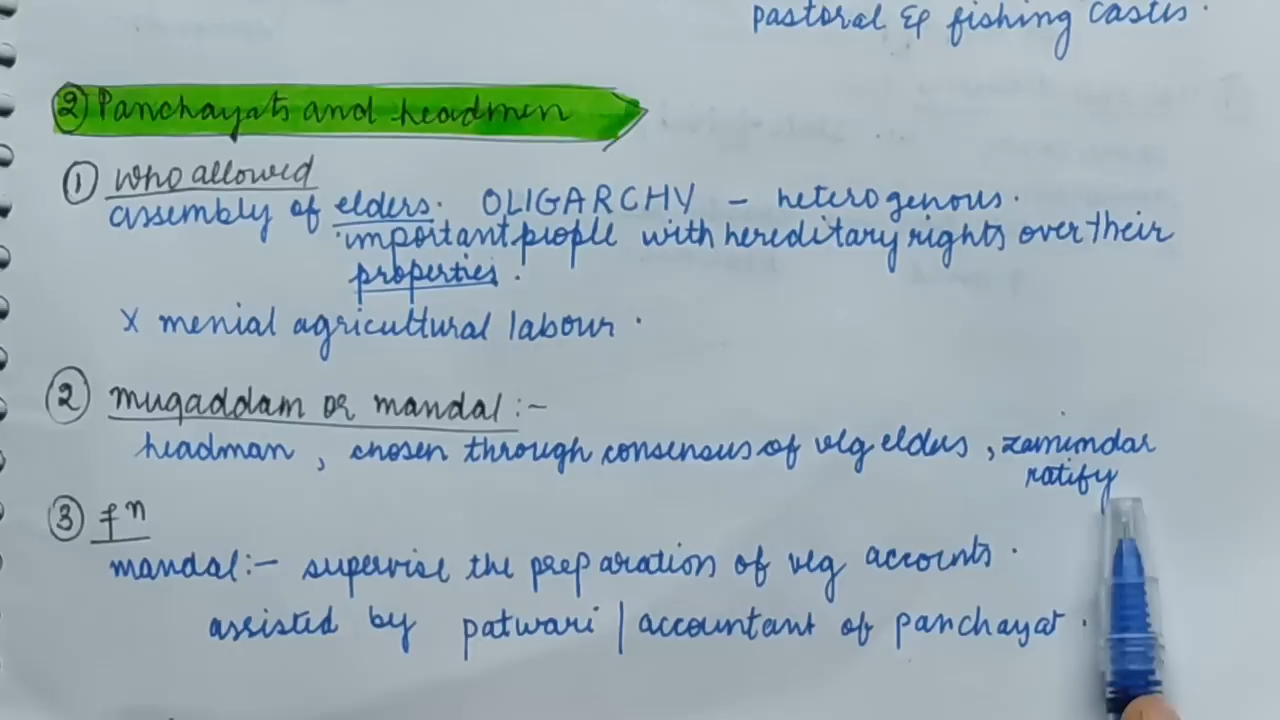 pastoral & fishing castes.
② Panchayats and headmen
① who allowed
assembly of elders. OLIGARCHY - heterogenous.
important people with hereditary rights over their
properties.
x menial agricultural labour.
② muqaddam or mandal :-
headman, chosen through consensus of vlg elders, zamindar
ratify
③ fⁿ
mandal :- supervise the preparation of vlg accounts.
assisted by patwari / accountant of panchayat.